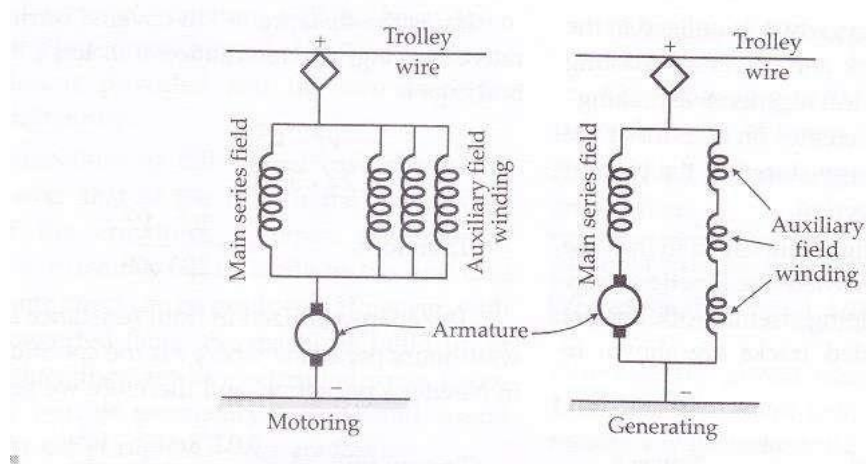 +
Trolley
wire
Main series field
Auxiliary field
winding
Armature
Motoring
+
Trolley
wire
Main series field
Auxiliary
field
winding
−
Generating